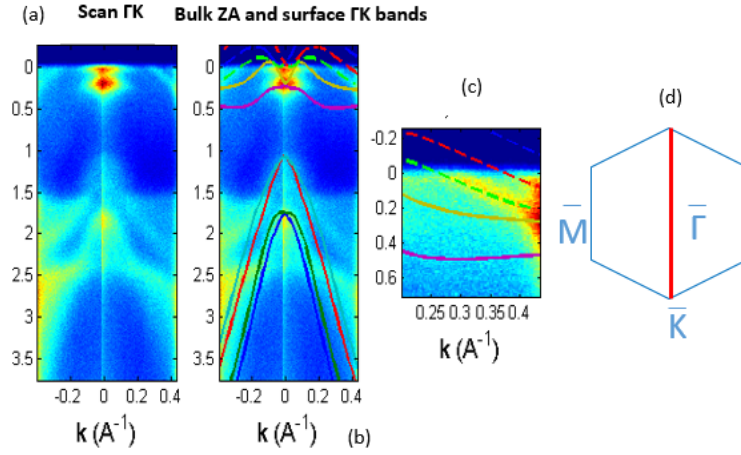 (a) Scan ΓK Bulk ZA and surface ΓK bands
0
0.5
1
1.5
2
2.5
3
3.5
-0.2 0 0.2 0.4
k (A⁻¹)
0
0.5
1
1.5
2
2.5
3
3.5
-0.2 0 0.2 0.4
k (A⁻¹) (b)
(c)
-0.2
0
0.2
0.4
0.6
0.25 0.3 0.35 0.4
k (A⁻¹)
(d)
M̅ Γ̅
K̅